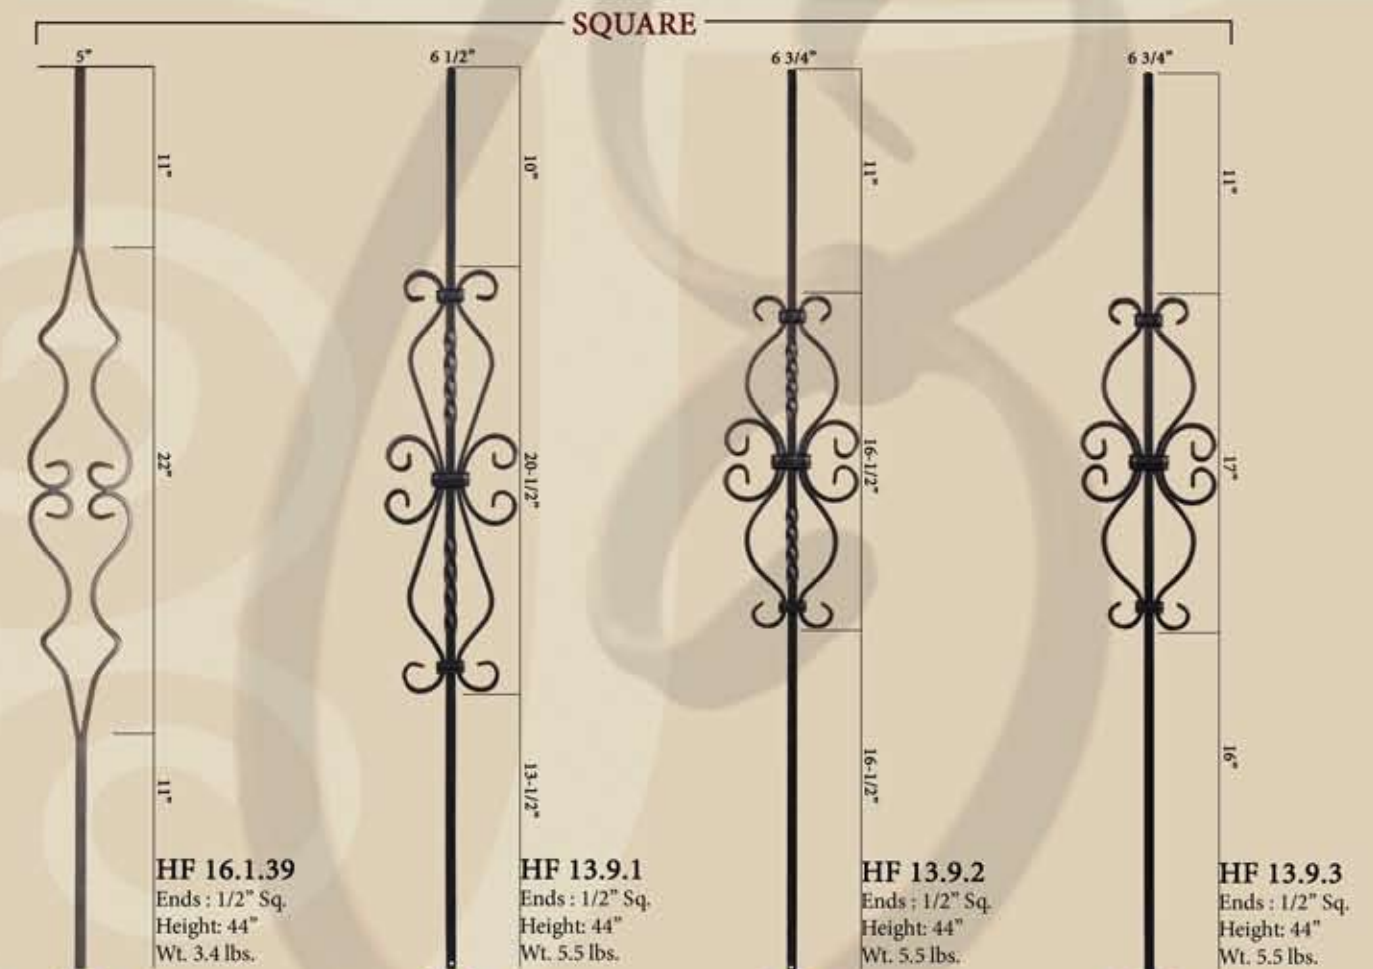 SQUARE
5”
6 1/2”
6 3/4”
6 3/4”
11”
22”
11”
10”
20-1/2”
13-1/2”
11”
16-1/2”
16-1/2”
11”
17”
16”
HF 16.1.39
Ends : 1/2” Sq.
Height: 44”
Wt. 3.4 lbs.
HF 13.9.1
Ends : 1/2” Sq.
Height: 44”
Wt. 5.5 lbs.
HF 13.9.2
Ends : 1/2” Sq.
Height: 44”
Wt. 5.5 lbs.
HF 13.9.3
Ends : 1/2” Sq.
Height: 44”
Wt. 5.5 lbs.